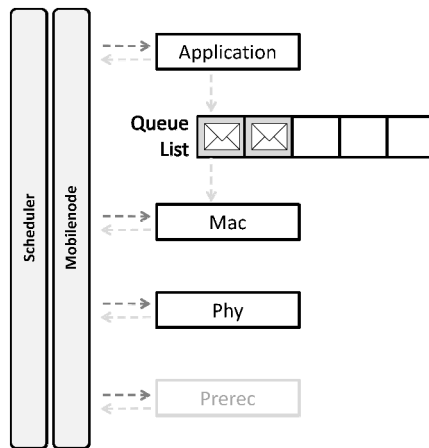 Scheduler
Mobilenode
Application
Queue
List
Mac
Phy
Prerec